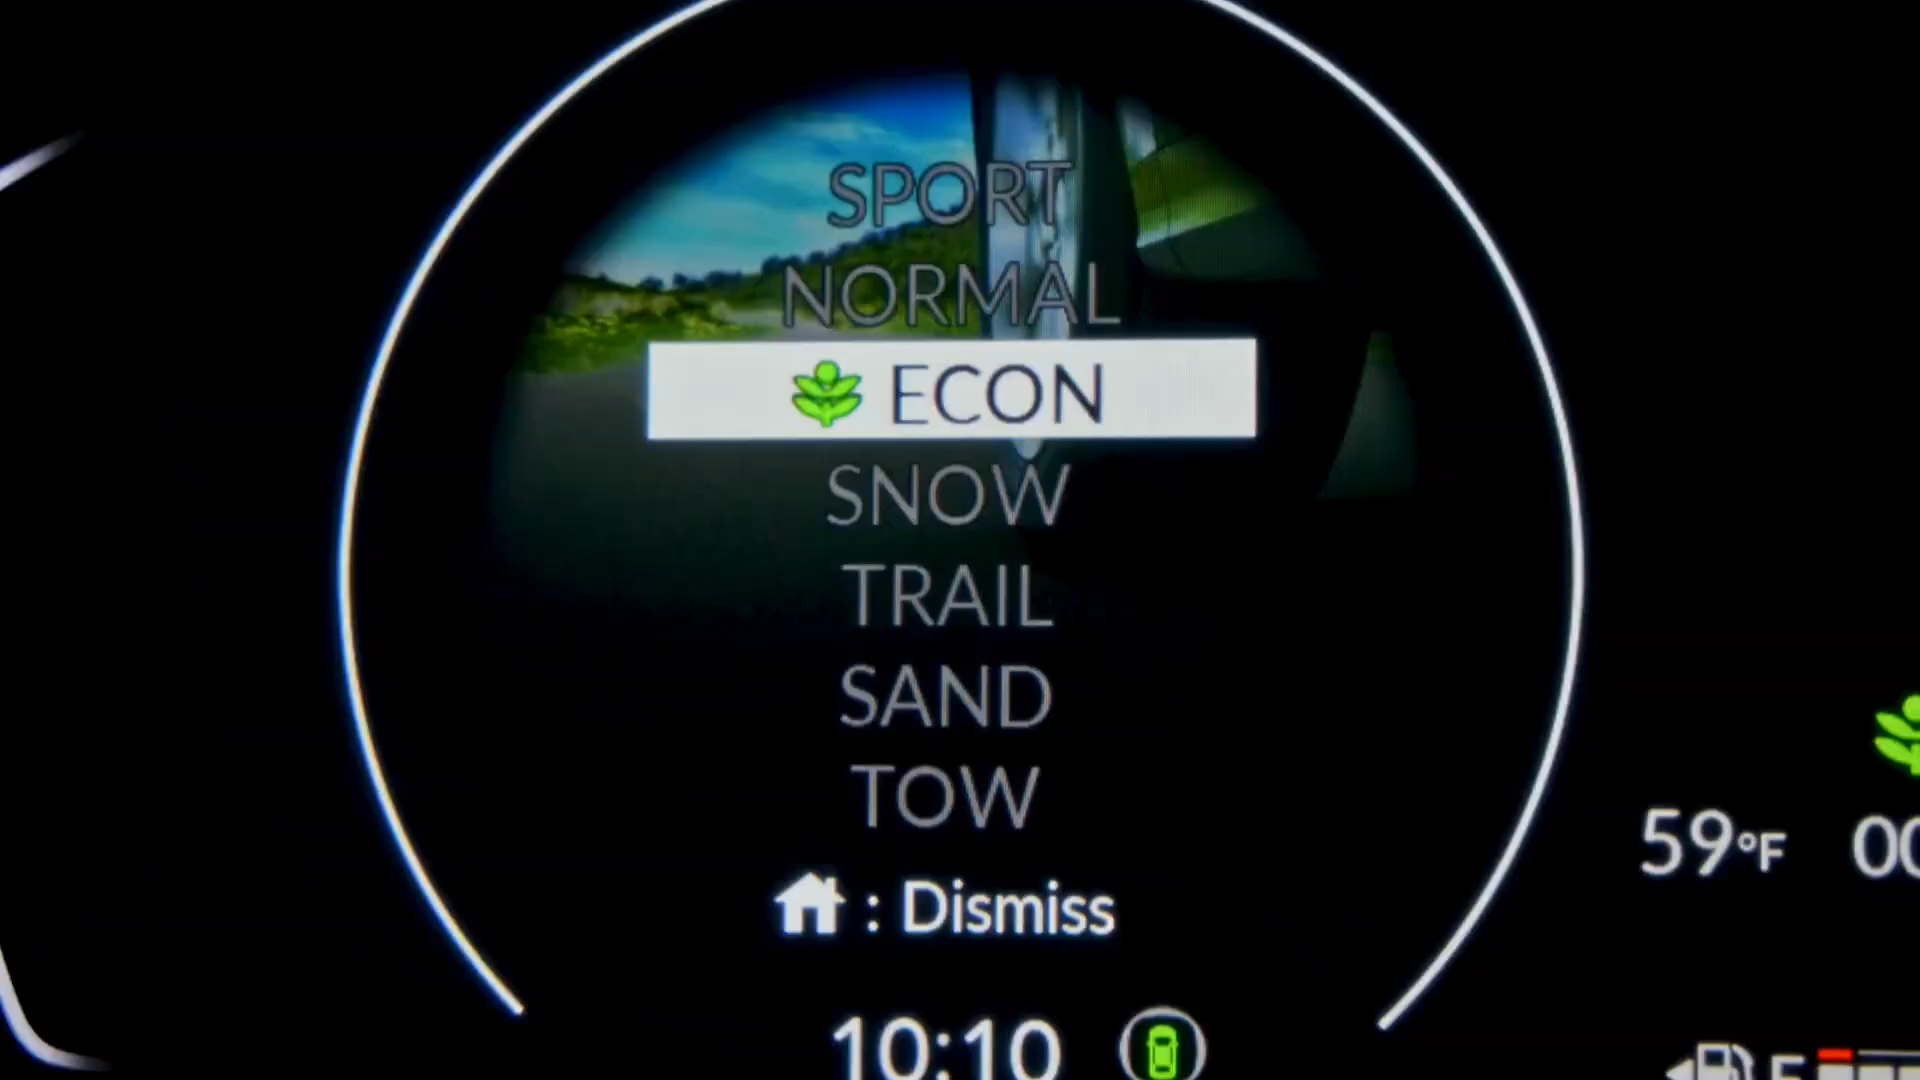 SPORT
NORMAL
ECON
SNOW
TRAIL
SAND
TOW
: Dismiss
59°F
10:10